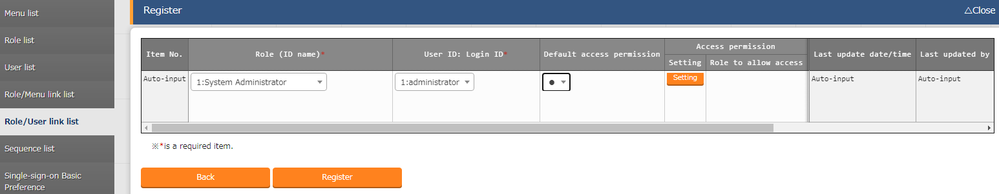 Menu list
Role list
User list
Role/Menu link list
Role/User link list
Sequence list
Single-sign-on Basic
Preference
Register
△Close
Item No.
Role (ID name)*
User ID: Login ID*
Default access permission
Access permission
Setting
Role to allow access
Last update date/time
Last updated by
Auto-input
1:System Administrator
1:administrator
●
Setting
Auto-input
Auto-input
※*is a required item.
Back
Register